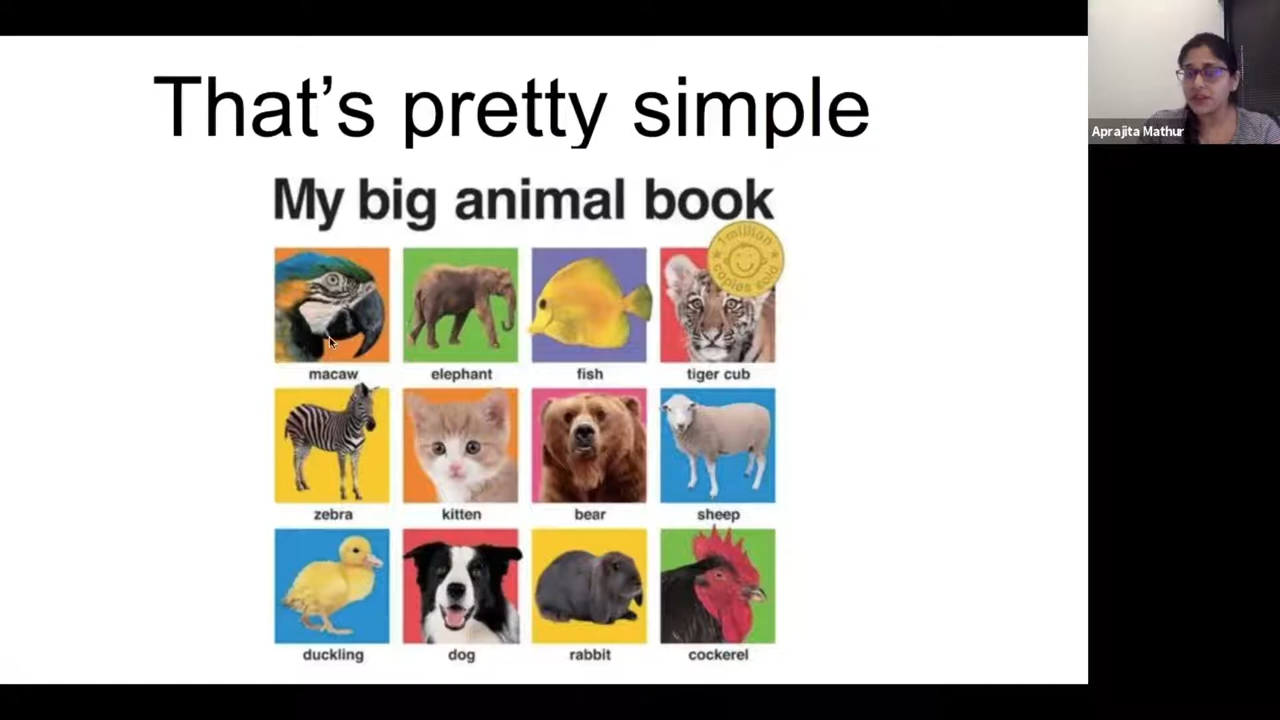 That's pretty simple
My big animal book
1 million
copies sold
macaw
elephant
fish
tiger cub
zebra
kitten
bear
sheep
duckling
dog
rabbit
cockerel
Aprajita Mathur